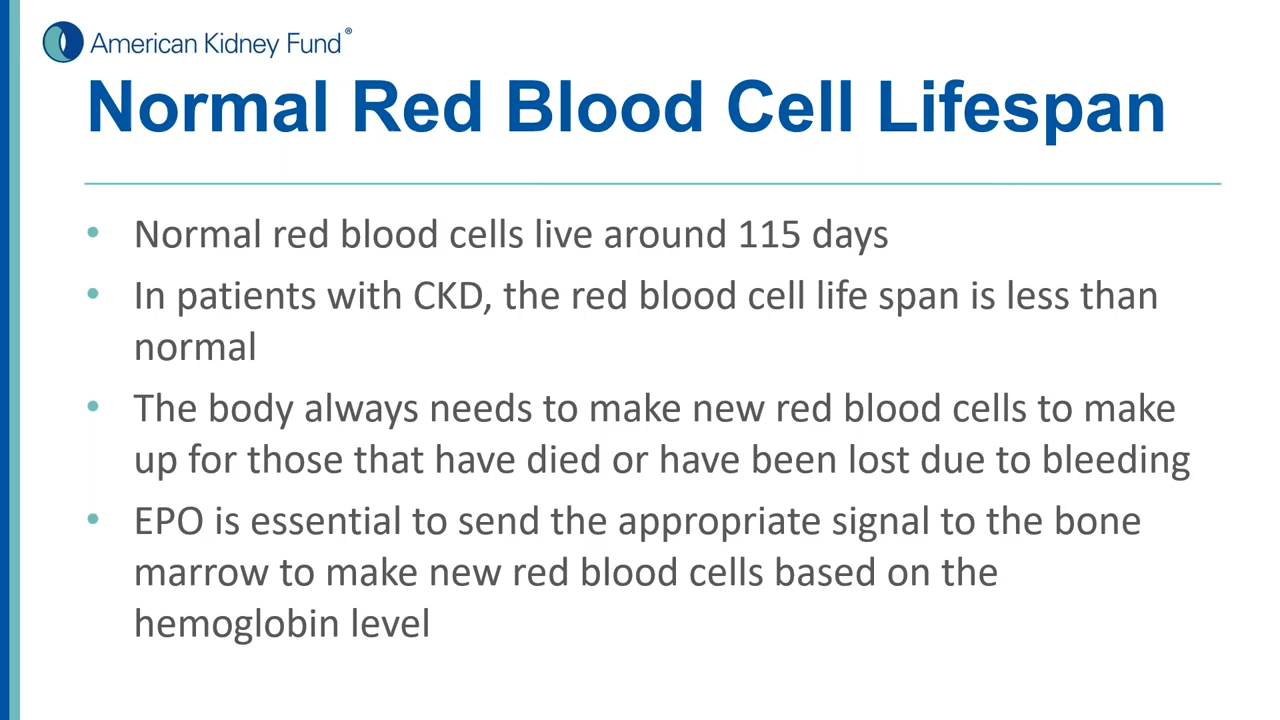 American Kidney Fund®
Normal Red Blood Cell Lifespan
• Normal red blood cells live around 115 days
• In patients with CKD, the red blood cell life span is less than
normal
• The body always needs to make new red blood cells to make
up for those that have died or have been lost due to bleeding
• EPO is essential to send the appropriate signal to the bone
marrow to make new red blood cells based on the
hemoglobin level